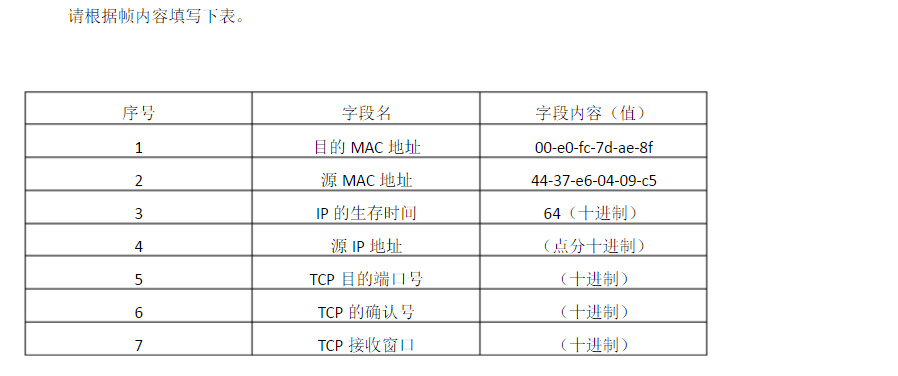 请根据帧内容填写下表。
序号 字段名 字段内容（值）
1 目的 MAC 地址 00-e0-fc-7d-ae-8f
2 源 MAC 地址 44-37-e6-04-09-c5
3 IP 的生存时间 64（十进制）
4 源 IP 地址 （点分十进制）
5 TCP 目的端口号 （十进制）
6 TCP 的确认号 （十进制）
7 TCP 接收窗口 （十进制）